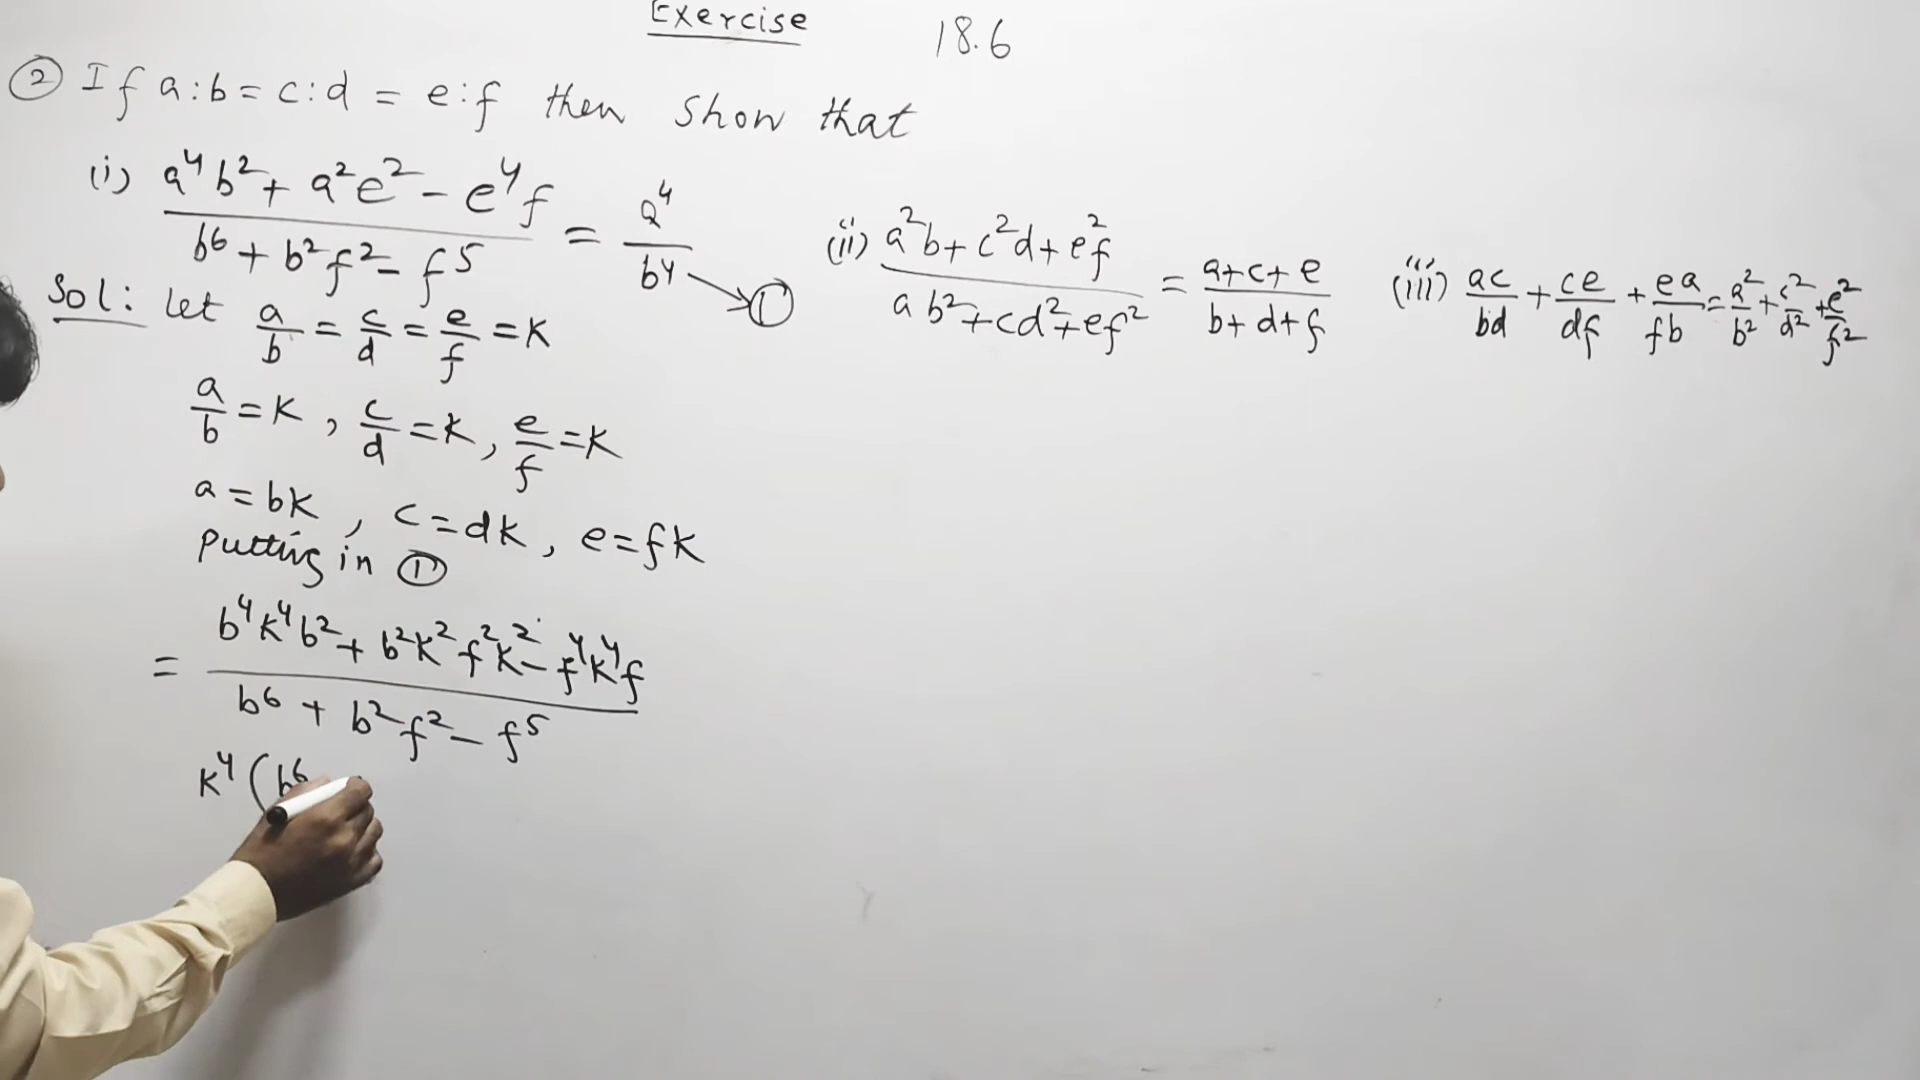 Exercise 18.6
② If a:b = c:d = e:f then show that
(i) (a⁴b² + a²e² - e⁴f)/(b⁶ + b²f² - f⁵) = a⁴/b⁴ → ①
(ii) (a²b + c²d + e²f)/(ab² + cd² + ef²) = (a+c+e)/(b+d+f)
(iii) ac/bd + ce/df + ea/fb = a²/b² + c²/d² + e²/f²
Sol: let a/b = c/d = e/f = K
a/b = K , c/d = K , e/f = K
a = bK , c = dK , e = fK
Putting in ①
= (b⁴K⁴b² + b²K²f²K² - f⁴K⁴f)/(b⁶ + b²f² - f⁵)
K⁴(b⁶